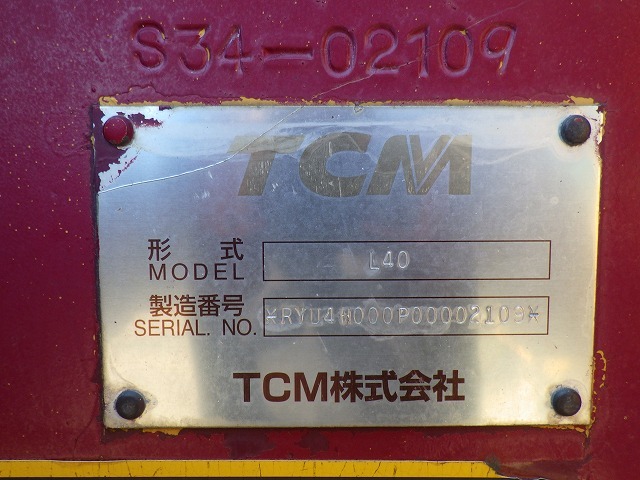 S34-02109
TCM
形式
MODEL
L40
製造番号
SERIAL. NO.
*RYU4H000P00002109*
TCM株式会社